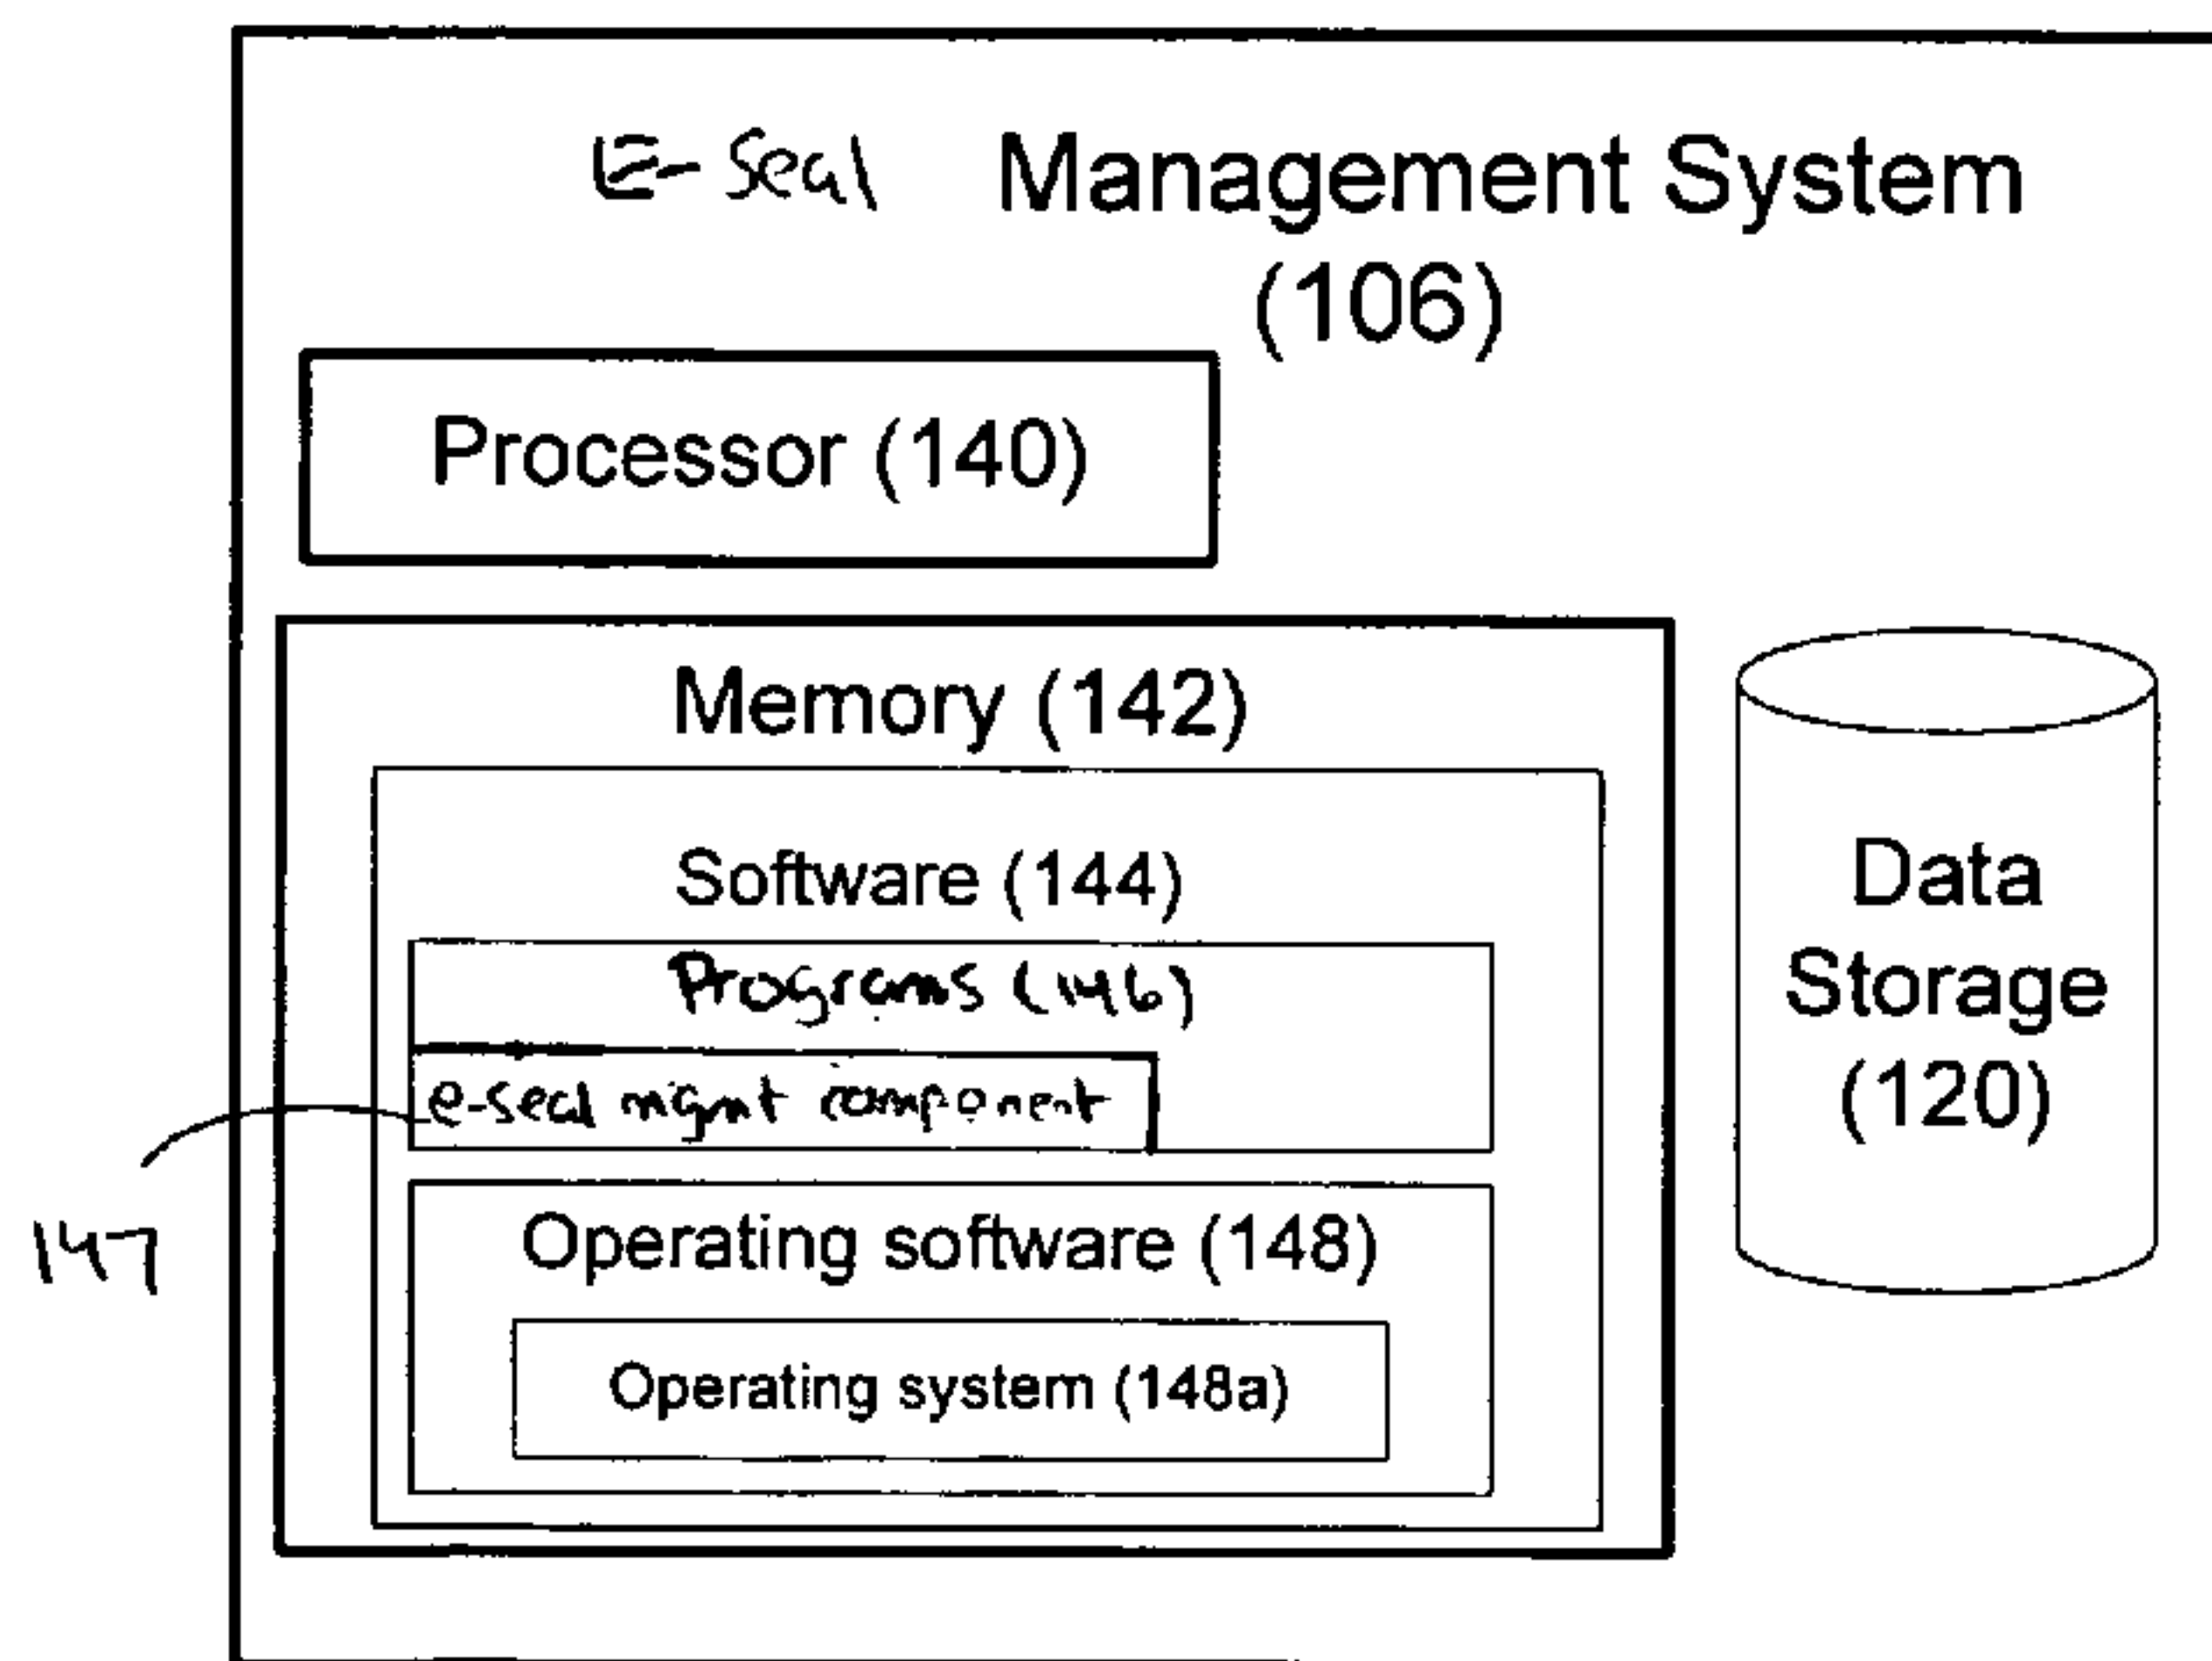 E-Seal Management System
(106)
Processor (140)
Memory (142)
Software (144)
Programs (146)
e-seal mgmt component
147
Operating software (148)
Operating system (148a)
Data
Storage
(120)